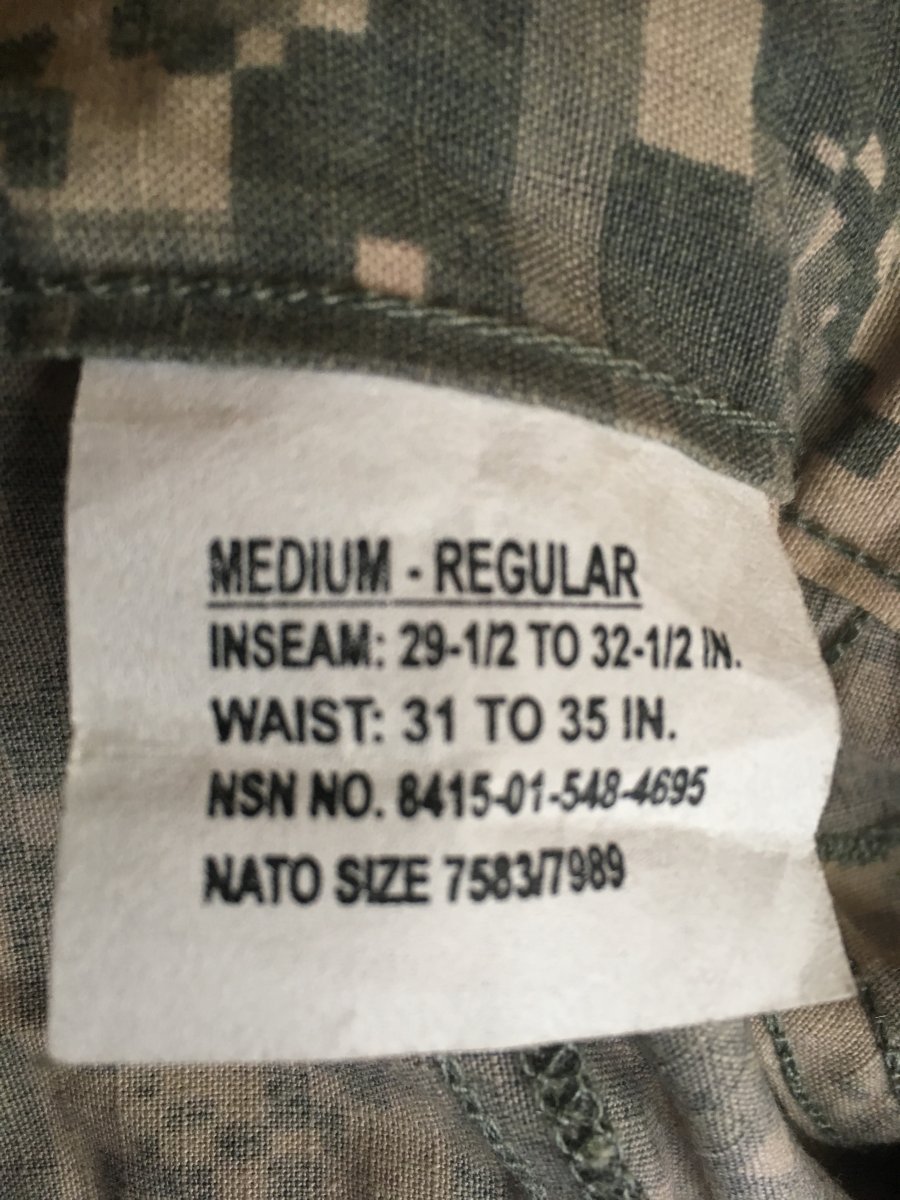 MEDIUM - REGULAR
INSEAM: 29-1/2 TO 32-1/2 IN.
WAIST: 31 TO 35 IN.
NSN NO. 8415-01-548-4695
NATO SIZE 7583/7989